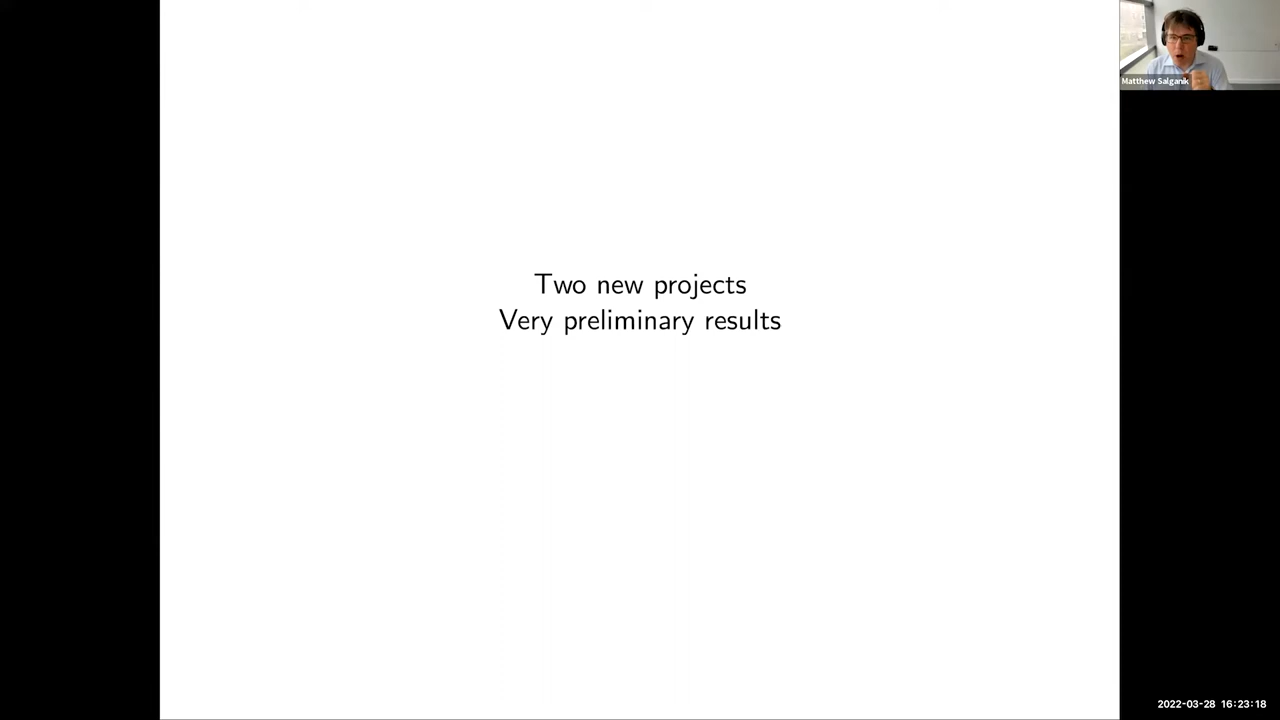 Matthew Salganik
Two new projects
Very preliminary results
2022-03-28 16:23:18